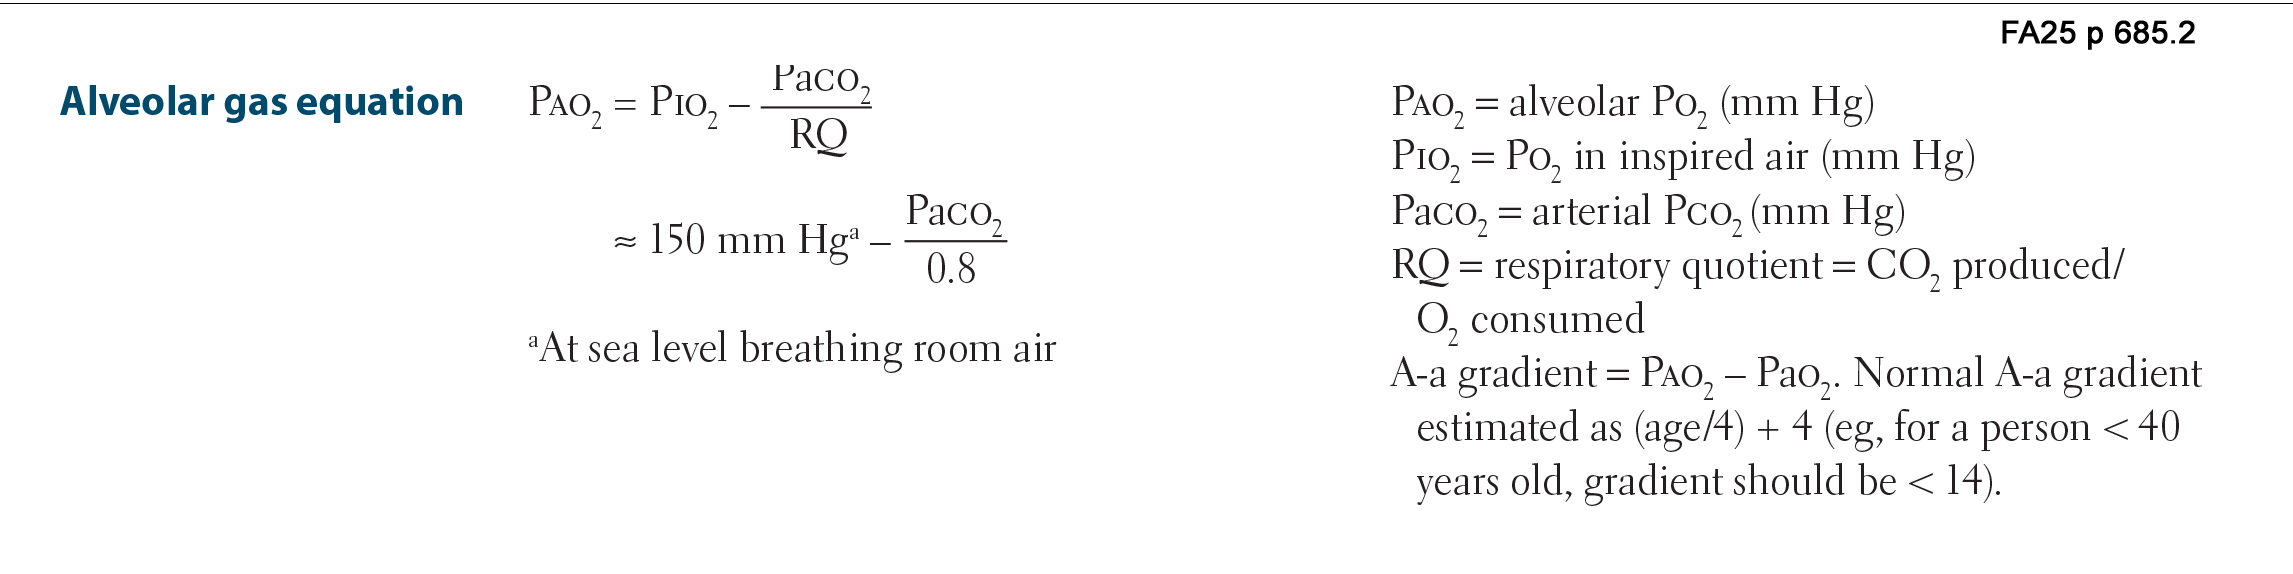 FA25 p 685.2
Alveolar gas equation
PAO₂ = PIO₂ – PaCO₂/RQ
≈ 150 mm Hgᵃ – PaCO₂/0.8
ᵃAt sea level breathing room air
PAO₂ = alveolar PO₂ (mm Hg)
PIO₂ = PO₂ in inspired air (mm Hg)
PaCO₂ = arterial PCO₂ (mm Hg)
RQ = respiratory quotient = CO₂ produced/
O₂ consumed
A-a gradient = PAO₂ – PaO₂. Normal A-a gradient
estimated as (age/4) + 4 (eg, for a person < 40
years old, gradient should be < 14).